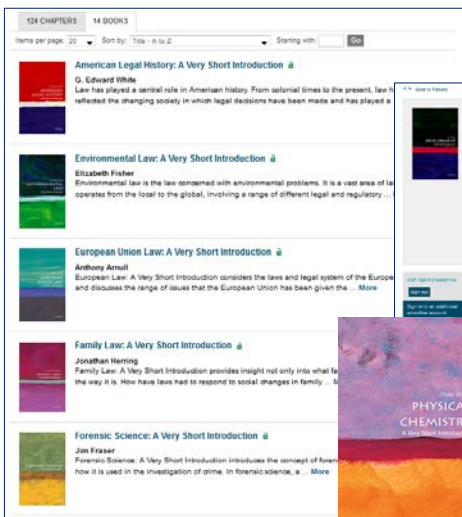 124 CHAPTERS 14 BOOKS
Items per page: 20 Sort by: Title - A to Z Starting with: Go
American Legal History: A Very Short Introduction
G. Edward White
Law has played a central role in American history. From colonial times to the present, law h
reflected the changing society in which legal decisions have been made and has played a
Environmental Law: A Very Short Introduction
Elizabeth Fisher
Environmental law is the law concerned with environmental problems. It is a vast area of la
operates from the local to the global, involving a range of different legal and regulatory ...
European Union Law: A Very Short Introduction
Anthony Arnull
European Law: A Very Short Introduction considers the laws and legal system of the Europe
and discusses the range of issues that the European Union has been given the ... More
Family Law: A Very Short Introduction
Jonathan Herring
Family Law: A Very Short Introduction provides insight not only into what fa
the way it is. How have laws had to respond to social changes in family ...
Forensic Science: A Very Short Introduction
Jim Fraser
Forensic Science: A Very Short Introduction introduces the concept of foren
how it is used in the investigation of crime. In forensic science, a ... More
PHYSICA
CHEMISTR
A Very Short Introduc